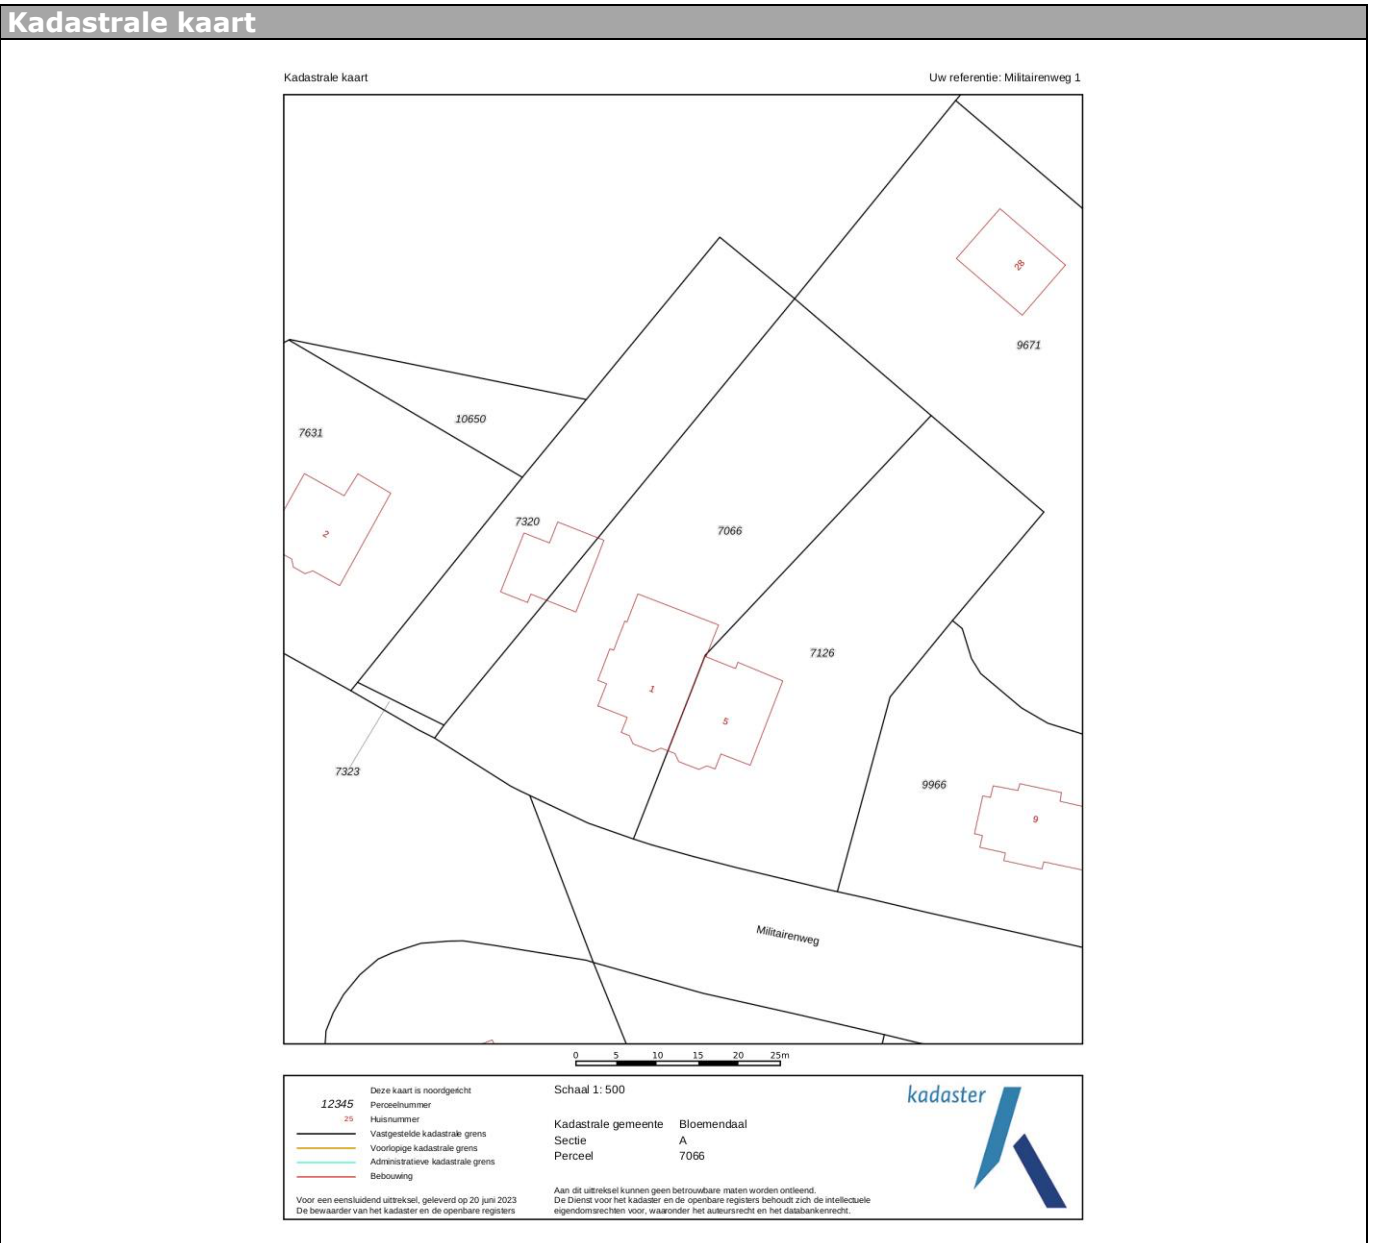 Kadastrale kaart
Kadastrale kaart
Uw referentie: Militairenweg 1
28
9671
10650
7631
2
7320
7066
7126
1
5
7323
9966
9
Militairenweg
0 5 10 15 20 25m
Deze kaart is noordgericht
12345 Perceelnummer
25 Huisnummer
Vastgestelde kadastrale grens
Voorlopige kadastrale grens
Administratieve kadastrale grens
Bebouwing
Voor een eensluidend uittreksel, geleverd op 20 juni 2023
De bewaarder van het kadaster en de openbare registers
Schaal 1: 500
Kadastrale gemeente Bloemendaal
Sectie A
Perceel 7066
Aan dit uittreksel kunnen geen betrouwbare maten worden ontleend.
De Dienst voor het kadaster en de openbare registers behoudt zich de intellectuele
eigendomsrechten voor, waaronder het auteursrecht en het databankenrecht.
kadaster